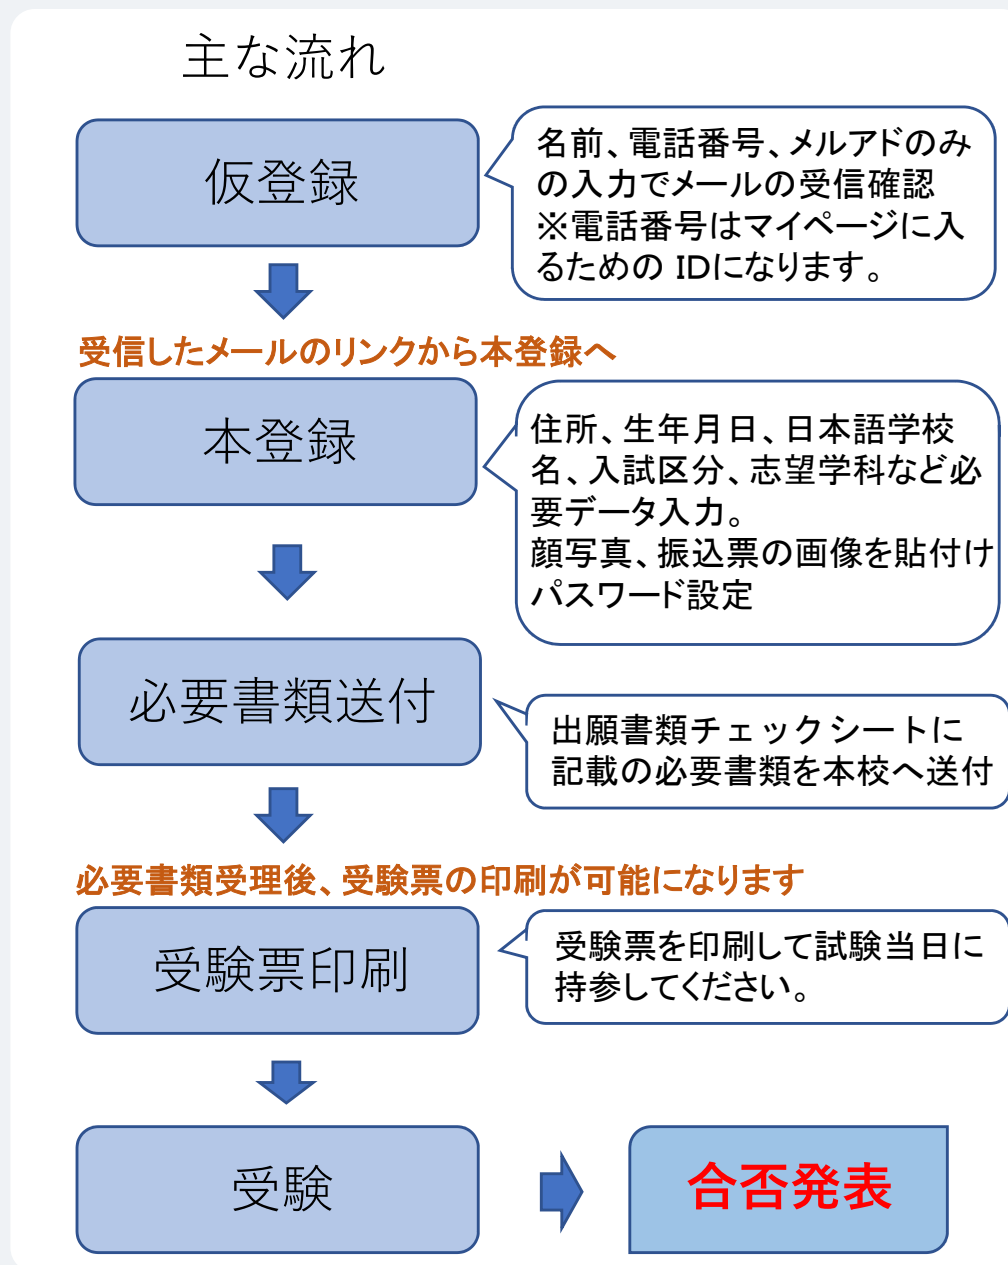 主な流れ
仮登録
名前、電話番号、メルアドのみ
の入力でメールの受信確認
※電話番号はマイページに入
るための IDになります。
受信したメールのリンクから本登録へ
本登録
住所、生年月日、日本語学校
名、入試区分、志望学科など必
要データ入力。
顔写真、振込票の画像を貼付け
パスワード設定
必要書類送付
出願書類チェックシートに
記載の必要書類を本校へ送付
必要書類受理後、受験票の印刷が可能になります
受験票印刷
受験票を印刷して試験当日に
持参してください。
受験
合否発表